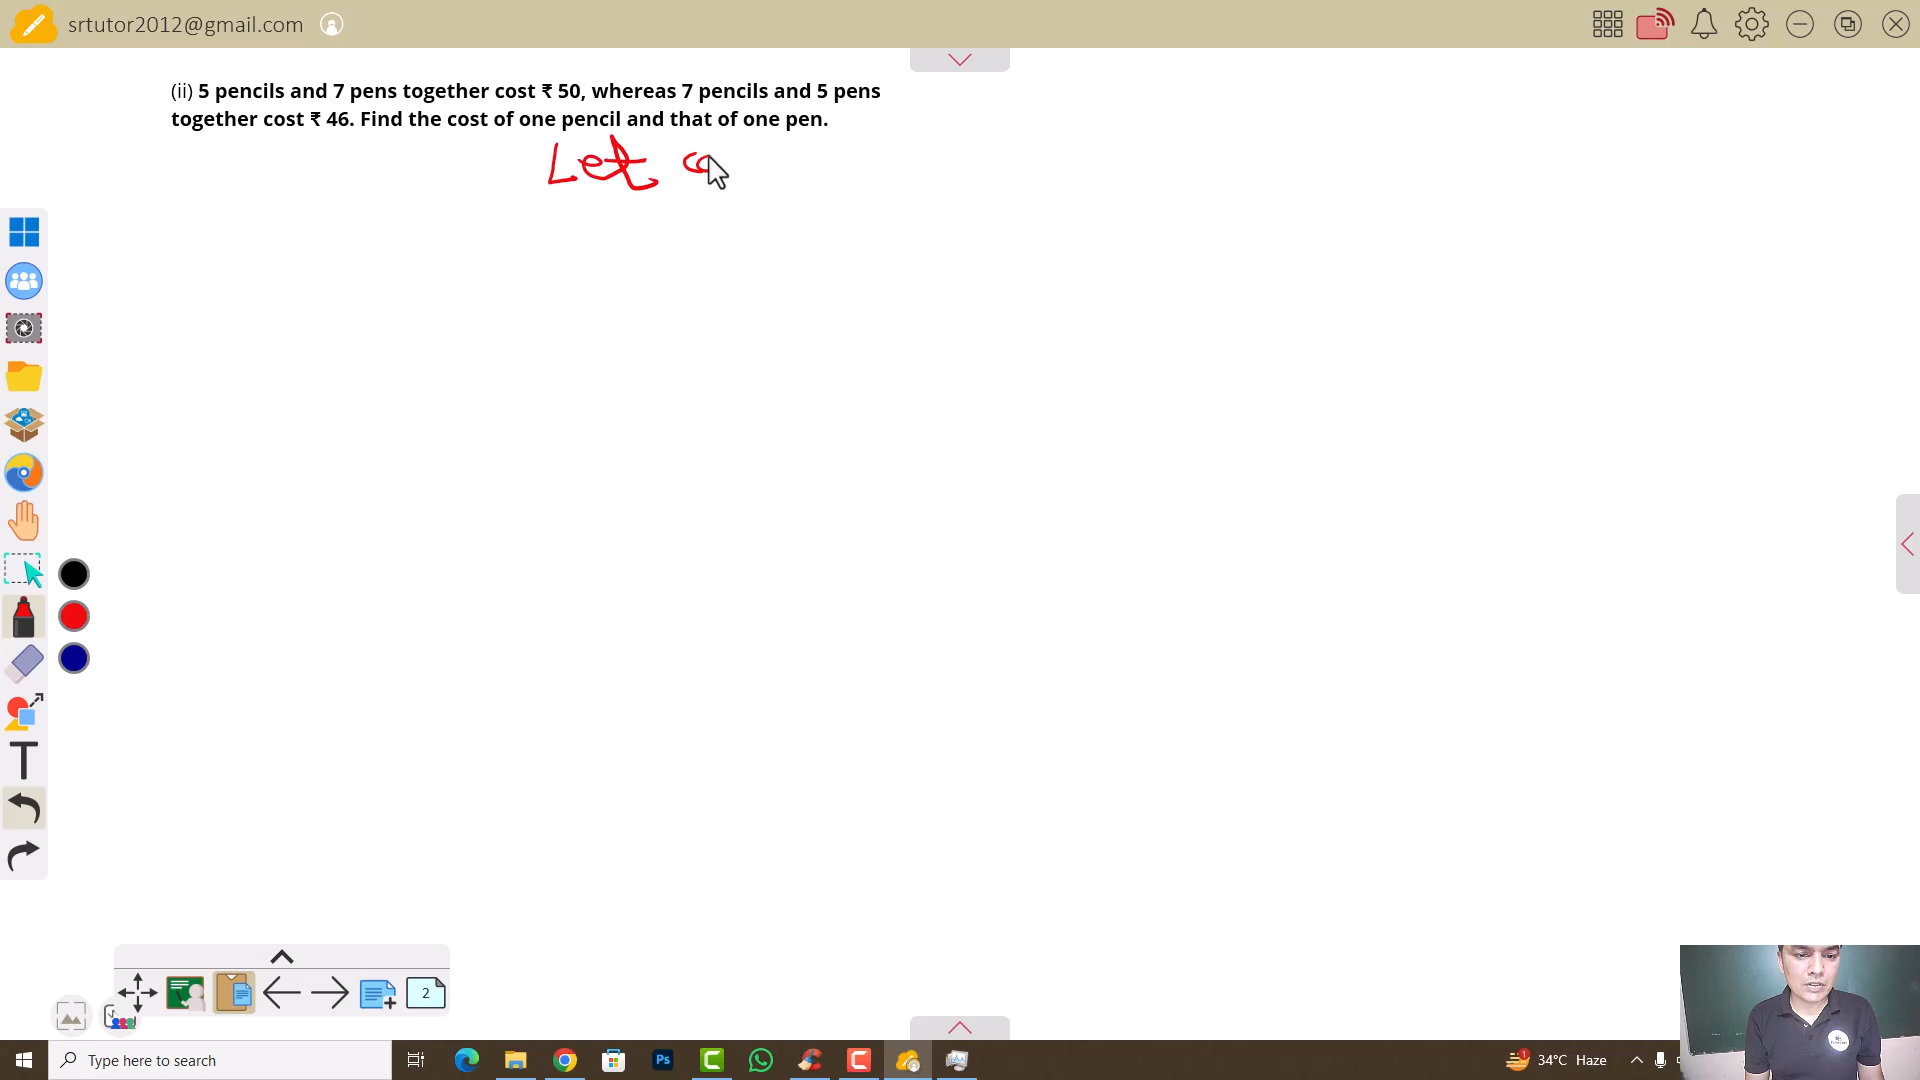 srtutor2012@gmail.com
(ii) 5 pencils and 7 pens together cost ₹ 50, whereas 7 pencils and 5 pens
together cost ₹ 46. Find the cost of one pencil and that of one pen.
Let
T
2
Type here to search
Ps
C
C
1
34°C Haze